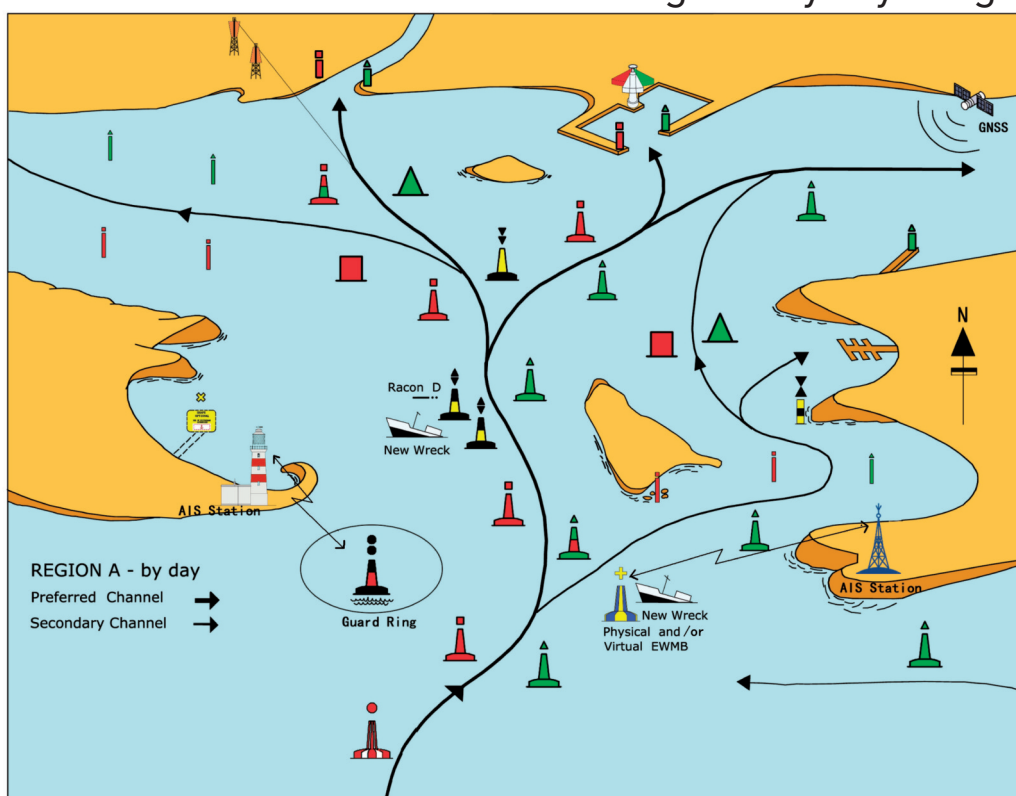 GNSS
N
Racon D
New Wreck
AIS Station
REGION A - by day
Preferred Channel
Secondary Channel
Guard Ring
New Wreck
Physical and/or
Virtual EWMB
AIS Station